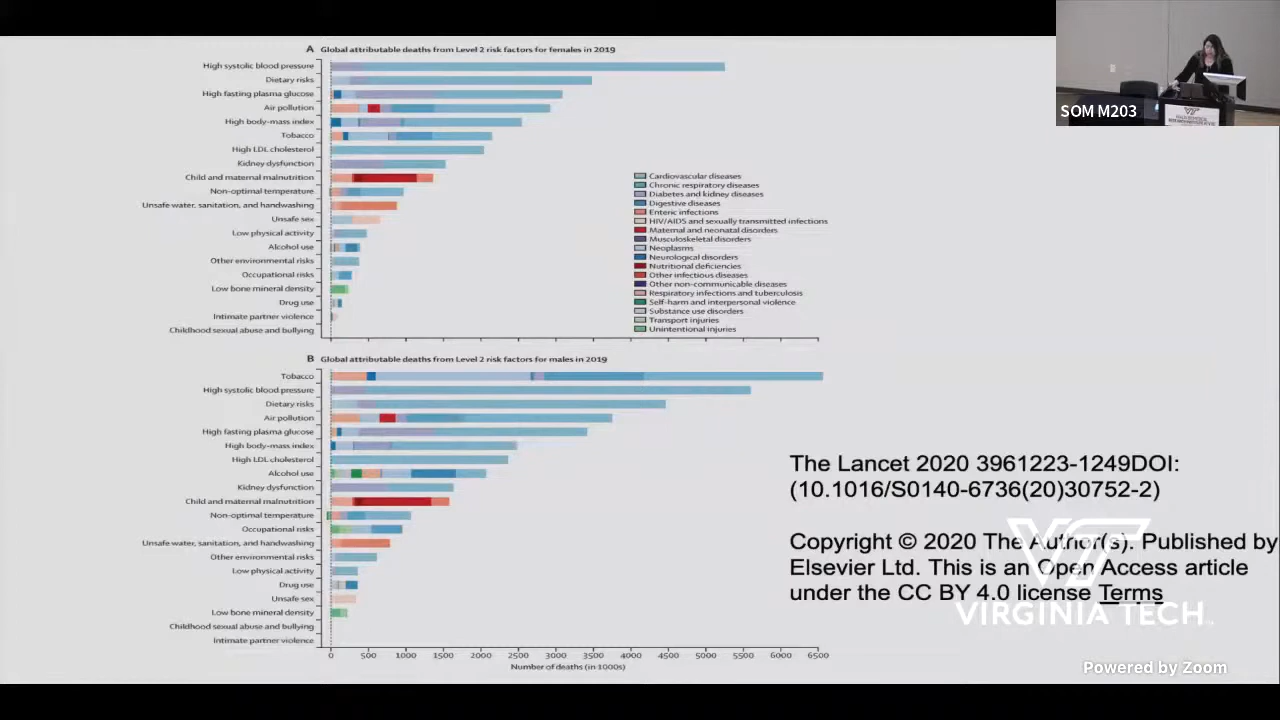 A Global attributable deaths from Level 2 risk factors for females in 2019
High systolic blood pressure
Dietary risks
High fasting plasma glucose
Air pollution
High body-mass index
Tobacco
High LDL cholesterol
Kidney dysfunction
Child and maternal malnutrition
Non-optimal temperature
Unsafe water, sanitation, and handwashing
Unsafe sex
Low physical activity
Alcohol use
Other environmental risks
Occupational risks
Low bone mineral density
Drug use
Intimate partner violence
Childhood sexual abuse and bullying
Cardiovascular diseases
Chronic respiratory diseases
Diabetes and kidney diseases
Digestive diseases
Enteric infections
HIV/AIDS and sexually transmitted infections
Maternal and neonatal disorders
Musculoskeletal disorders
Neoplasms
Neurological disorders
Nutritional deficiencies
Other infectious diseases
Other non-communicable diseases
Respiratory infections and tuberculosis
Self-harm and interpersonal violence
Substance use disorders
Transport injuries
Unintentional injuries
B Global attributable deaths from Level 2 risk factors for males in 2019
Tobacco
High systolic blood pressure
Dietary risks
Air pollution
High fasting plasma glucose
High body-mass index
High LDL cholesterol
Alcohol use
Kidney dysfunction
Child and maternal malnutrition
Non-optimal temperature
Occupational risks
Unsafe water, sanitation, and handwashing
Other environmental risks
Low physical activity
Drug use
Unsafe sex
Low bone mineral density
Childhood sexual abuse and bullying
Intimate partner violence
0 500 1000 1500 2000 2500 3000 3500 4000 4500 5000 5500 6000 6500
Number of deaths (in 1000s)
SOM M203
The Lancet 2020 3961223-1249DOI:
(10.1016/S0140-6736(20)30752-2)
Copyright © 2020 The Author(s). Published by
Elsevier Ltd. This is an Open Access article
under the CC BY 4.0 license Terms
VIRGINIA TECH.
Powered by Zoom